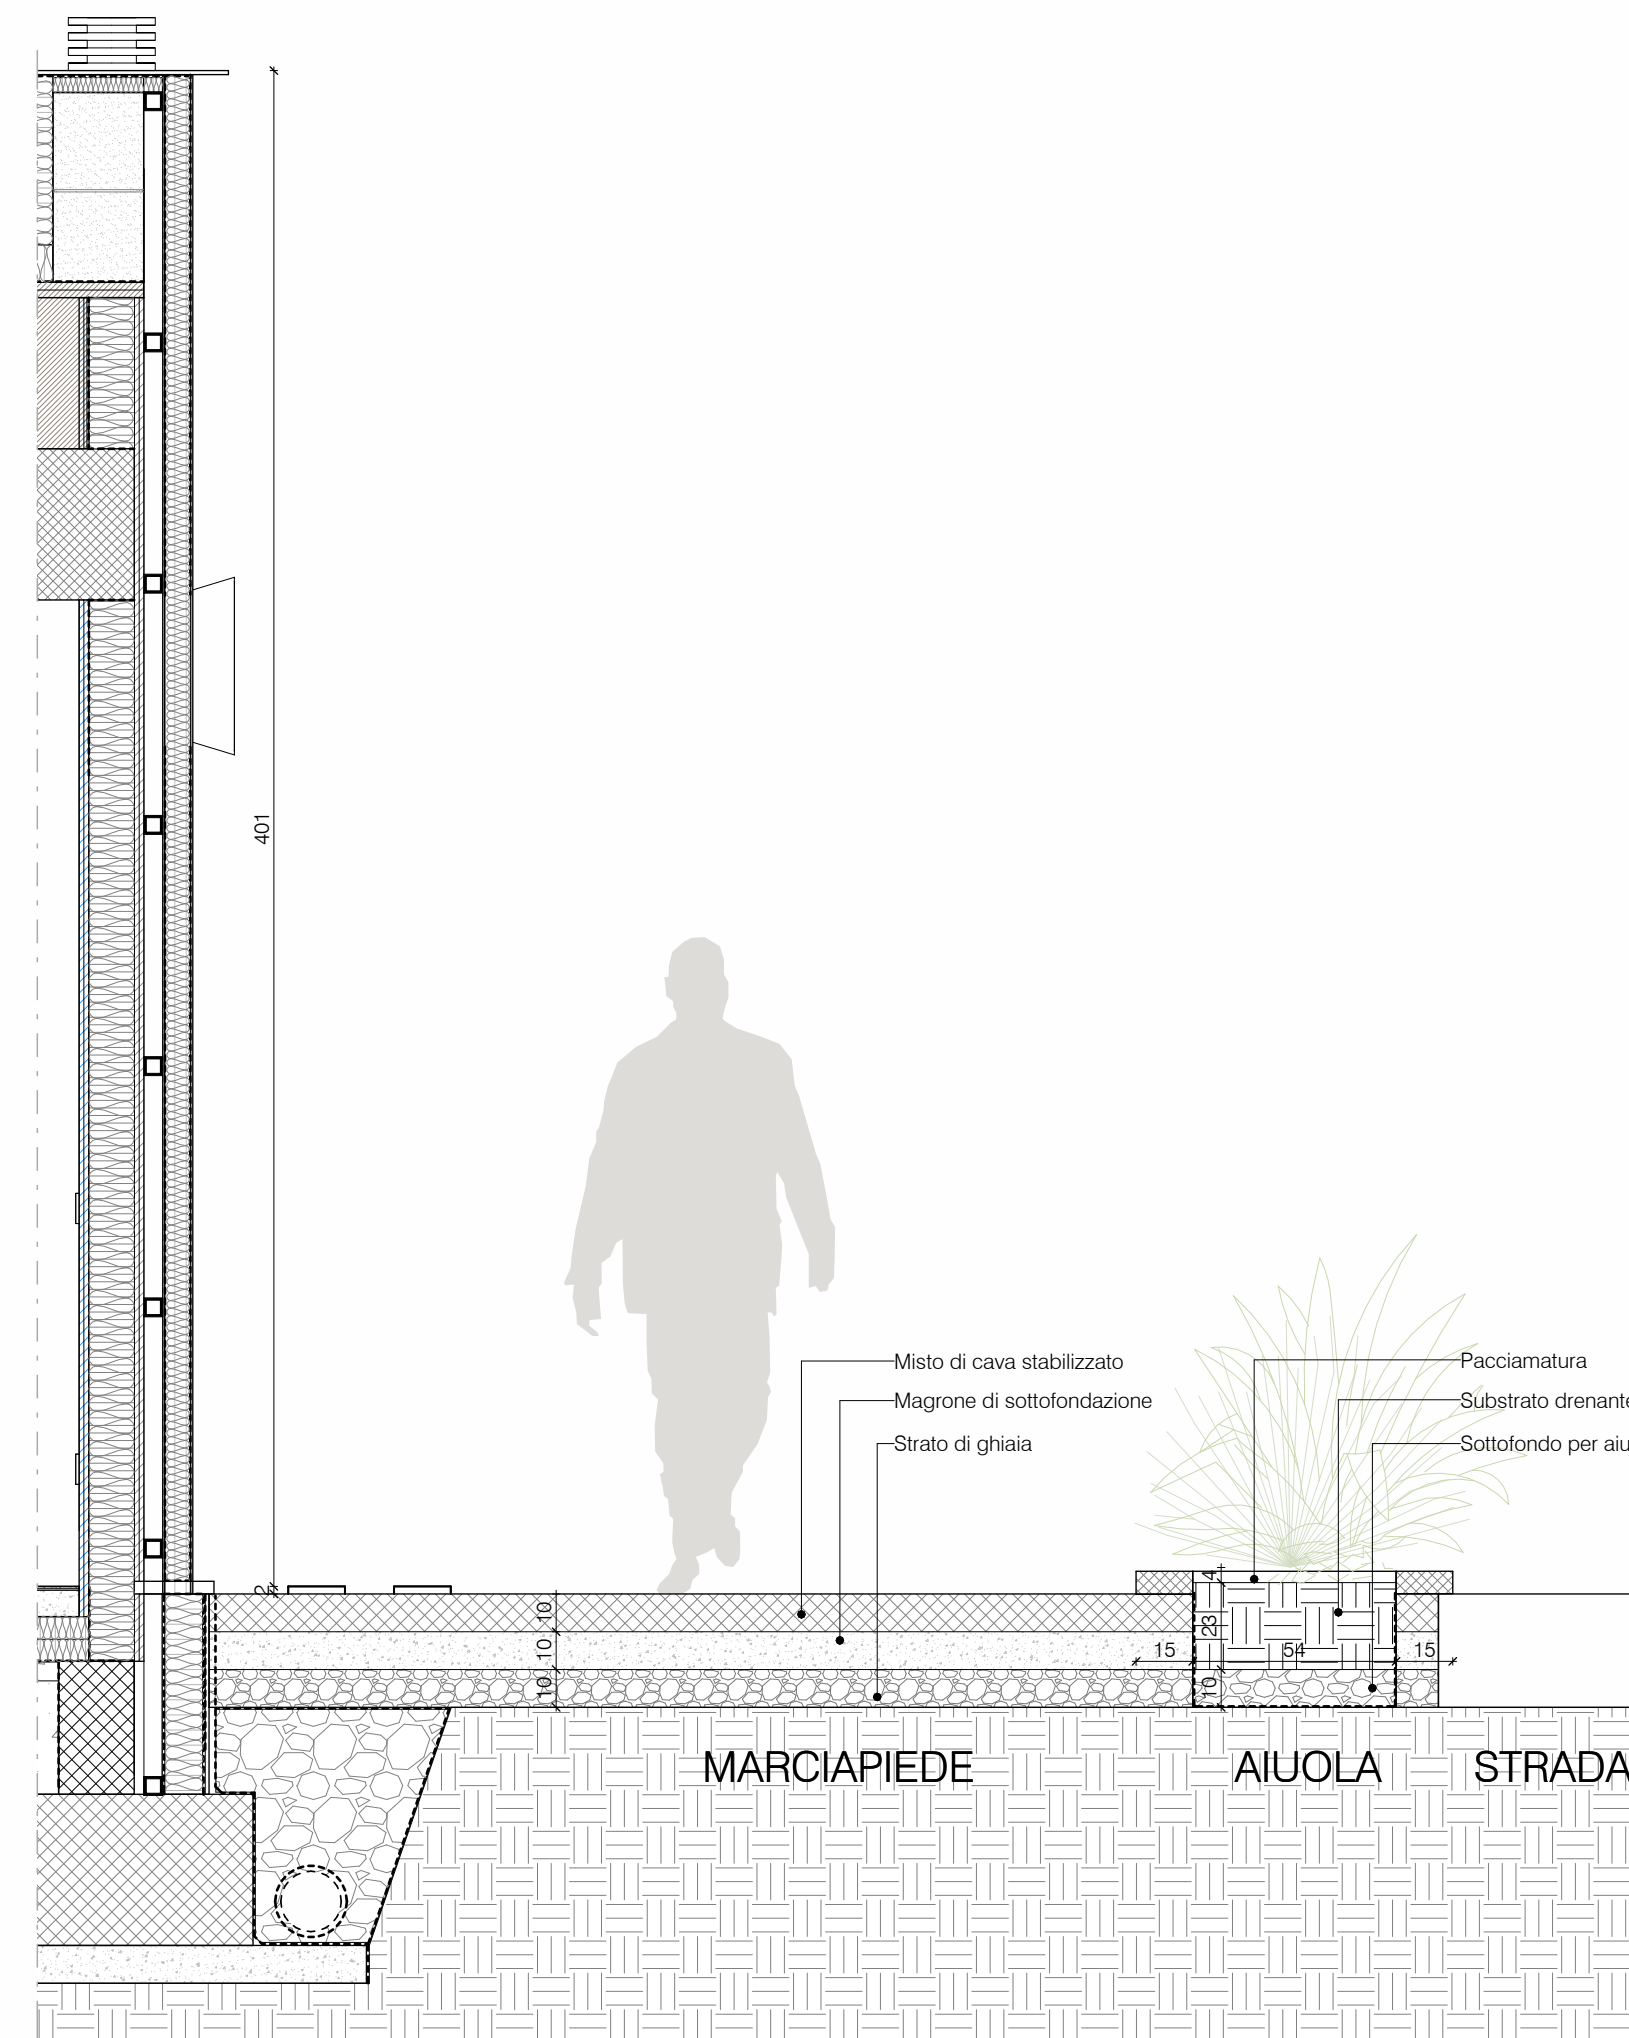 401
Misto di cava stabilizzato
Magrone di sottofondazione
Strato di ghiaia
Pacciamatura
Substrato drenante
Sottofondo per aiu
2
10
10
10
4
23
10
15
54
15
MARCIAPIEDE
AIUOLA
STRADA